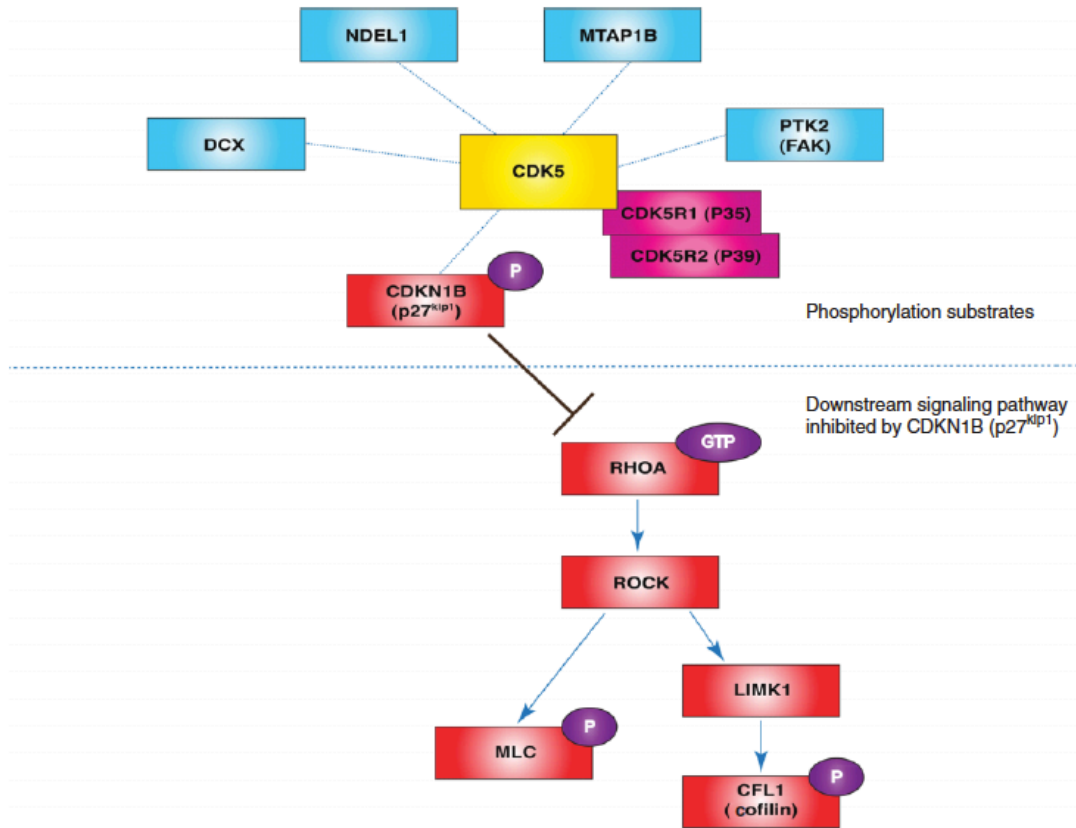 NDEL1
MTAP1B
DCX
CDK5
PTK2
(FAK)
CDK5R1 (P35)
CDK5R2 (P39)
P
CDKN1B
(p27kip1)
Phosphorylation substrates
Downstream signaling pathway
inhibited by CDKN1B (p27kip1)
GTP
RHOA
ROCK
LIMK1
P
MLC
P
CFL1
( cofilin)